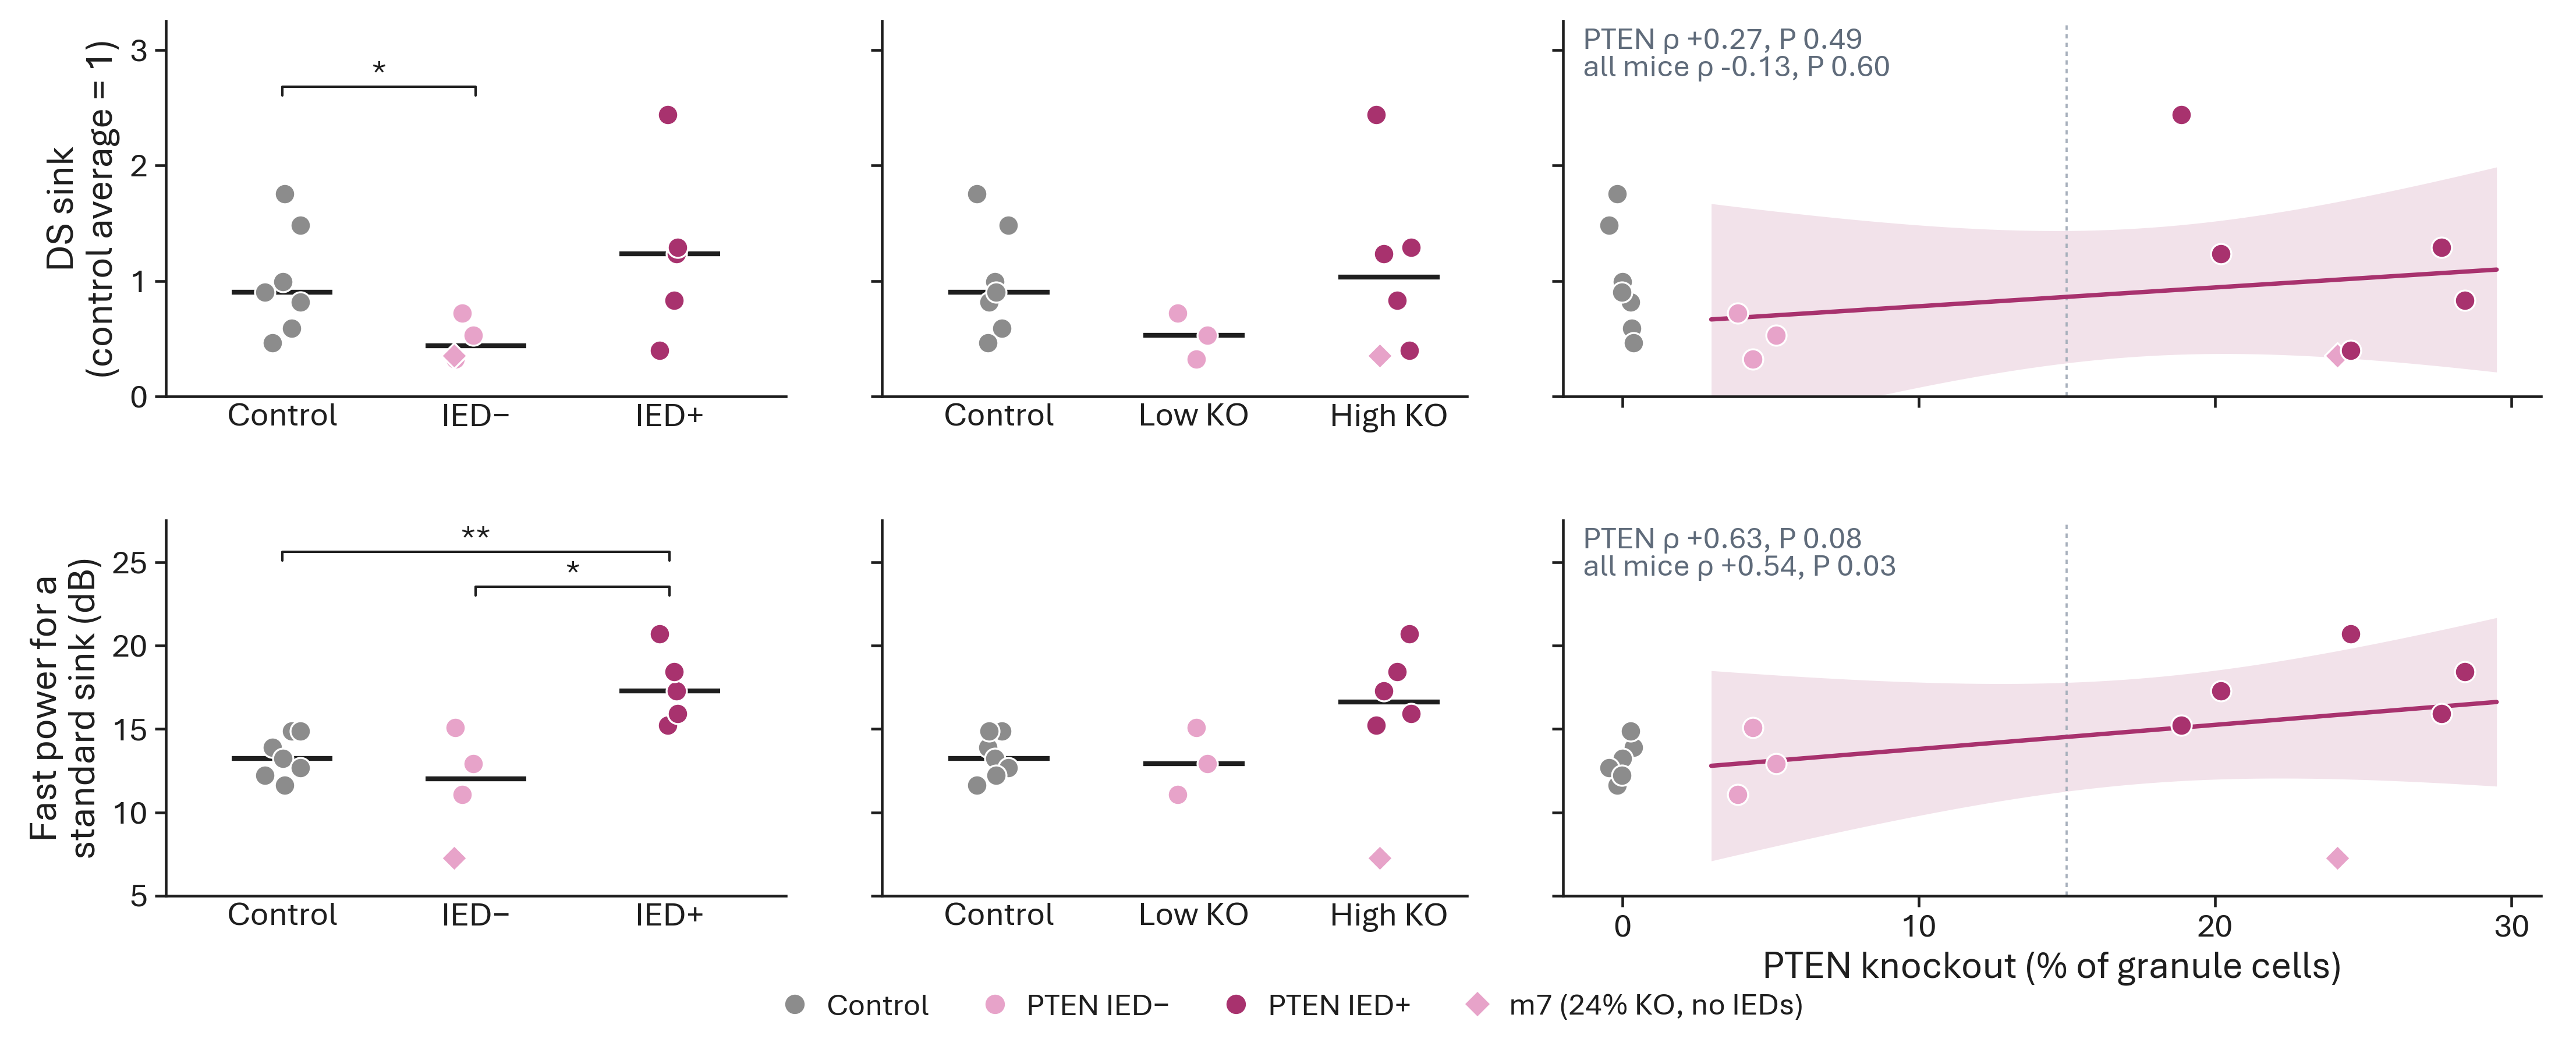 DS sink
(control average = 1)
3
2
1
0
*
Control
IED−
IED+
Control
Low KO
High KO
PTEN ρ +0.27, P 0.49
all mice ρ -0.13, P 0.60
Fast power for a
standard sink (dB)
25
20
15
10
5
**
*
Control
IED−
IED+
Control
Low KO
High KO
PTEN ρ +0.63, P 0.08
all mice ρ +0.54, P 0.03
0
10
20
30
PTEN knockout (% of granule cells)
Control
PTEN IED−
PTEN IED+
m7 (24% KO, no IEDs)